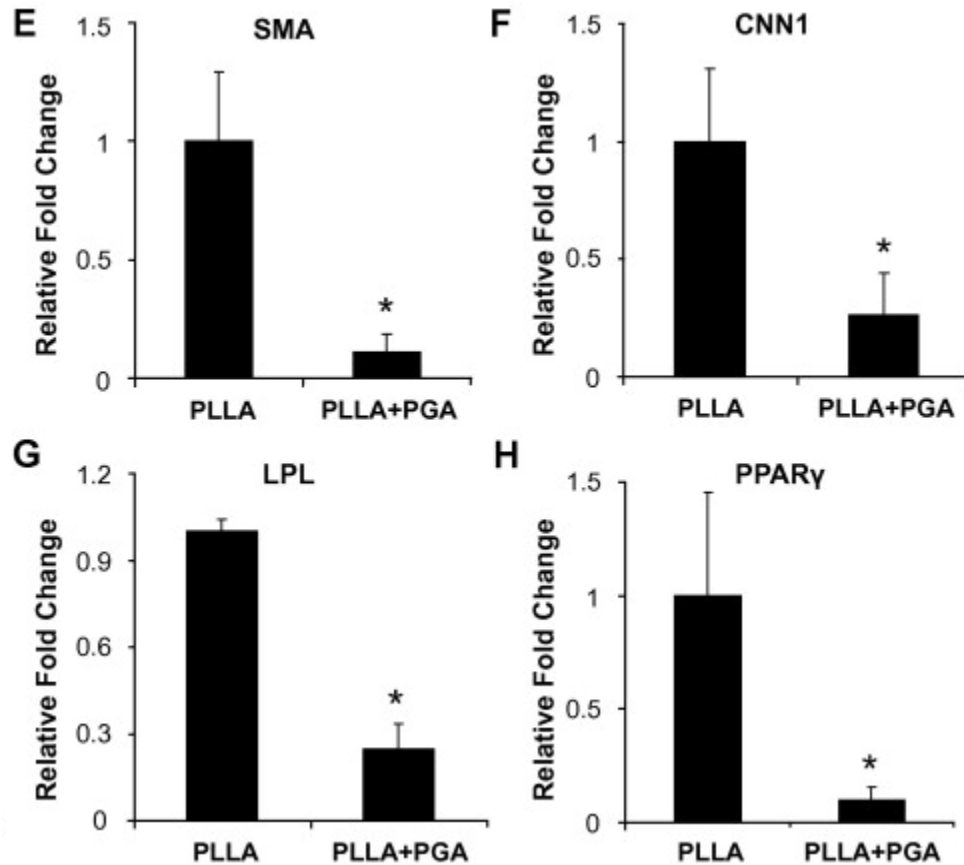 E
SMA
Relative Fold Change
1.5
1
0.5
0
*
PLLA
PLLA+PGA
F
CNN1
Relative Fold Change
1.5
1
0.5
0
*
PLLA
PLLA+PGA
G
LPL
Relative Fold Change
1.2
0.9
0.6
0.3
0
*
PLLA
PLLA+PGA
H
PPARγ
Relative Fold Change
1.5
1
0.5
0
*
PLLA
PLLA+PGA